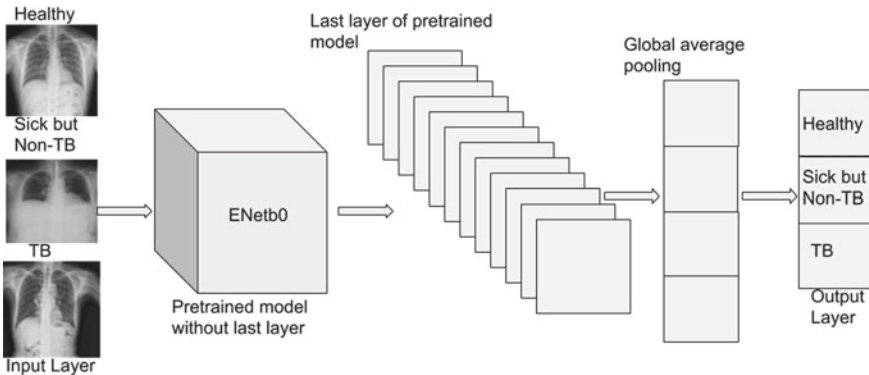 Healthy
Sick but
Non-TB
TB
Input Layer
ENetb0
Pretrained model
without last layer
Last layer of pretrained
model
Global average
pooling
Healthy
Sick but
Non-TB
TB
Output
Layer